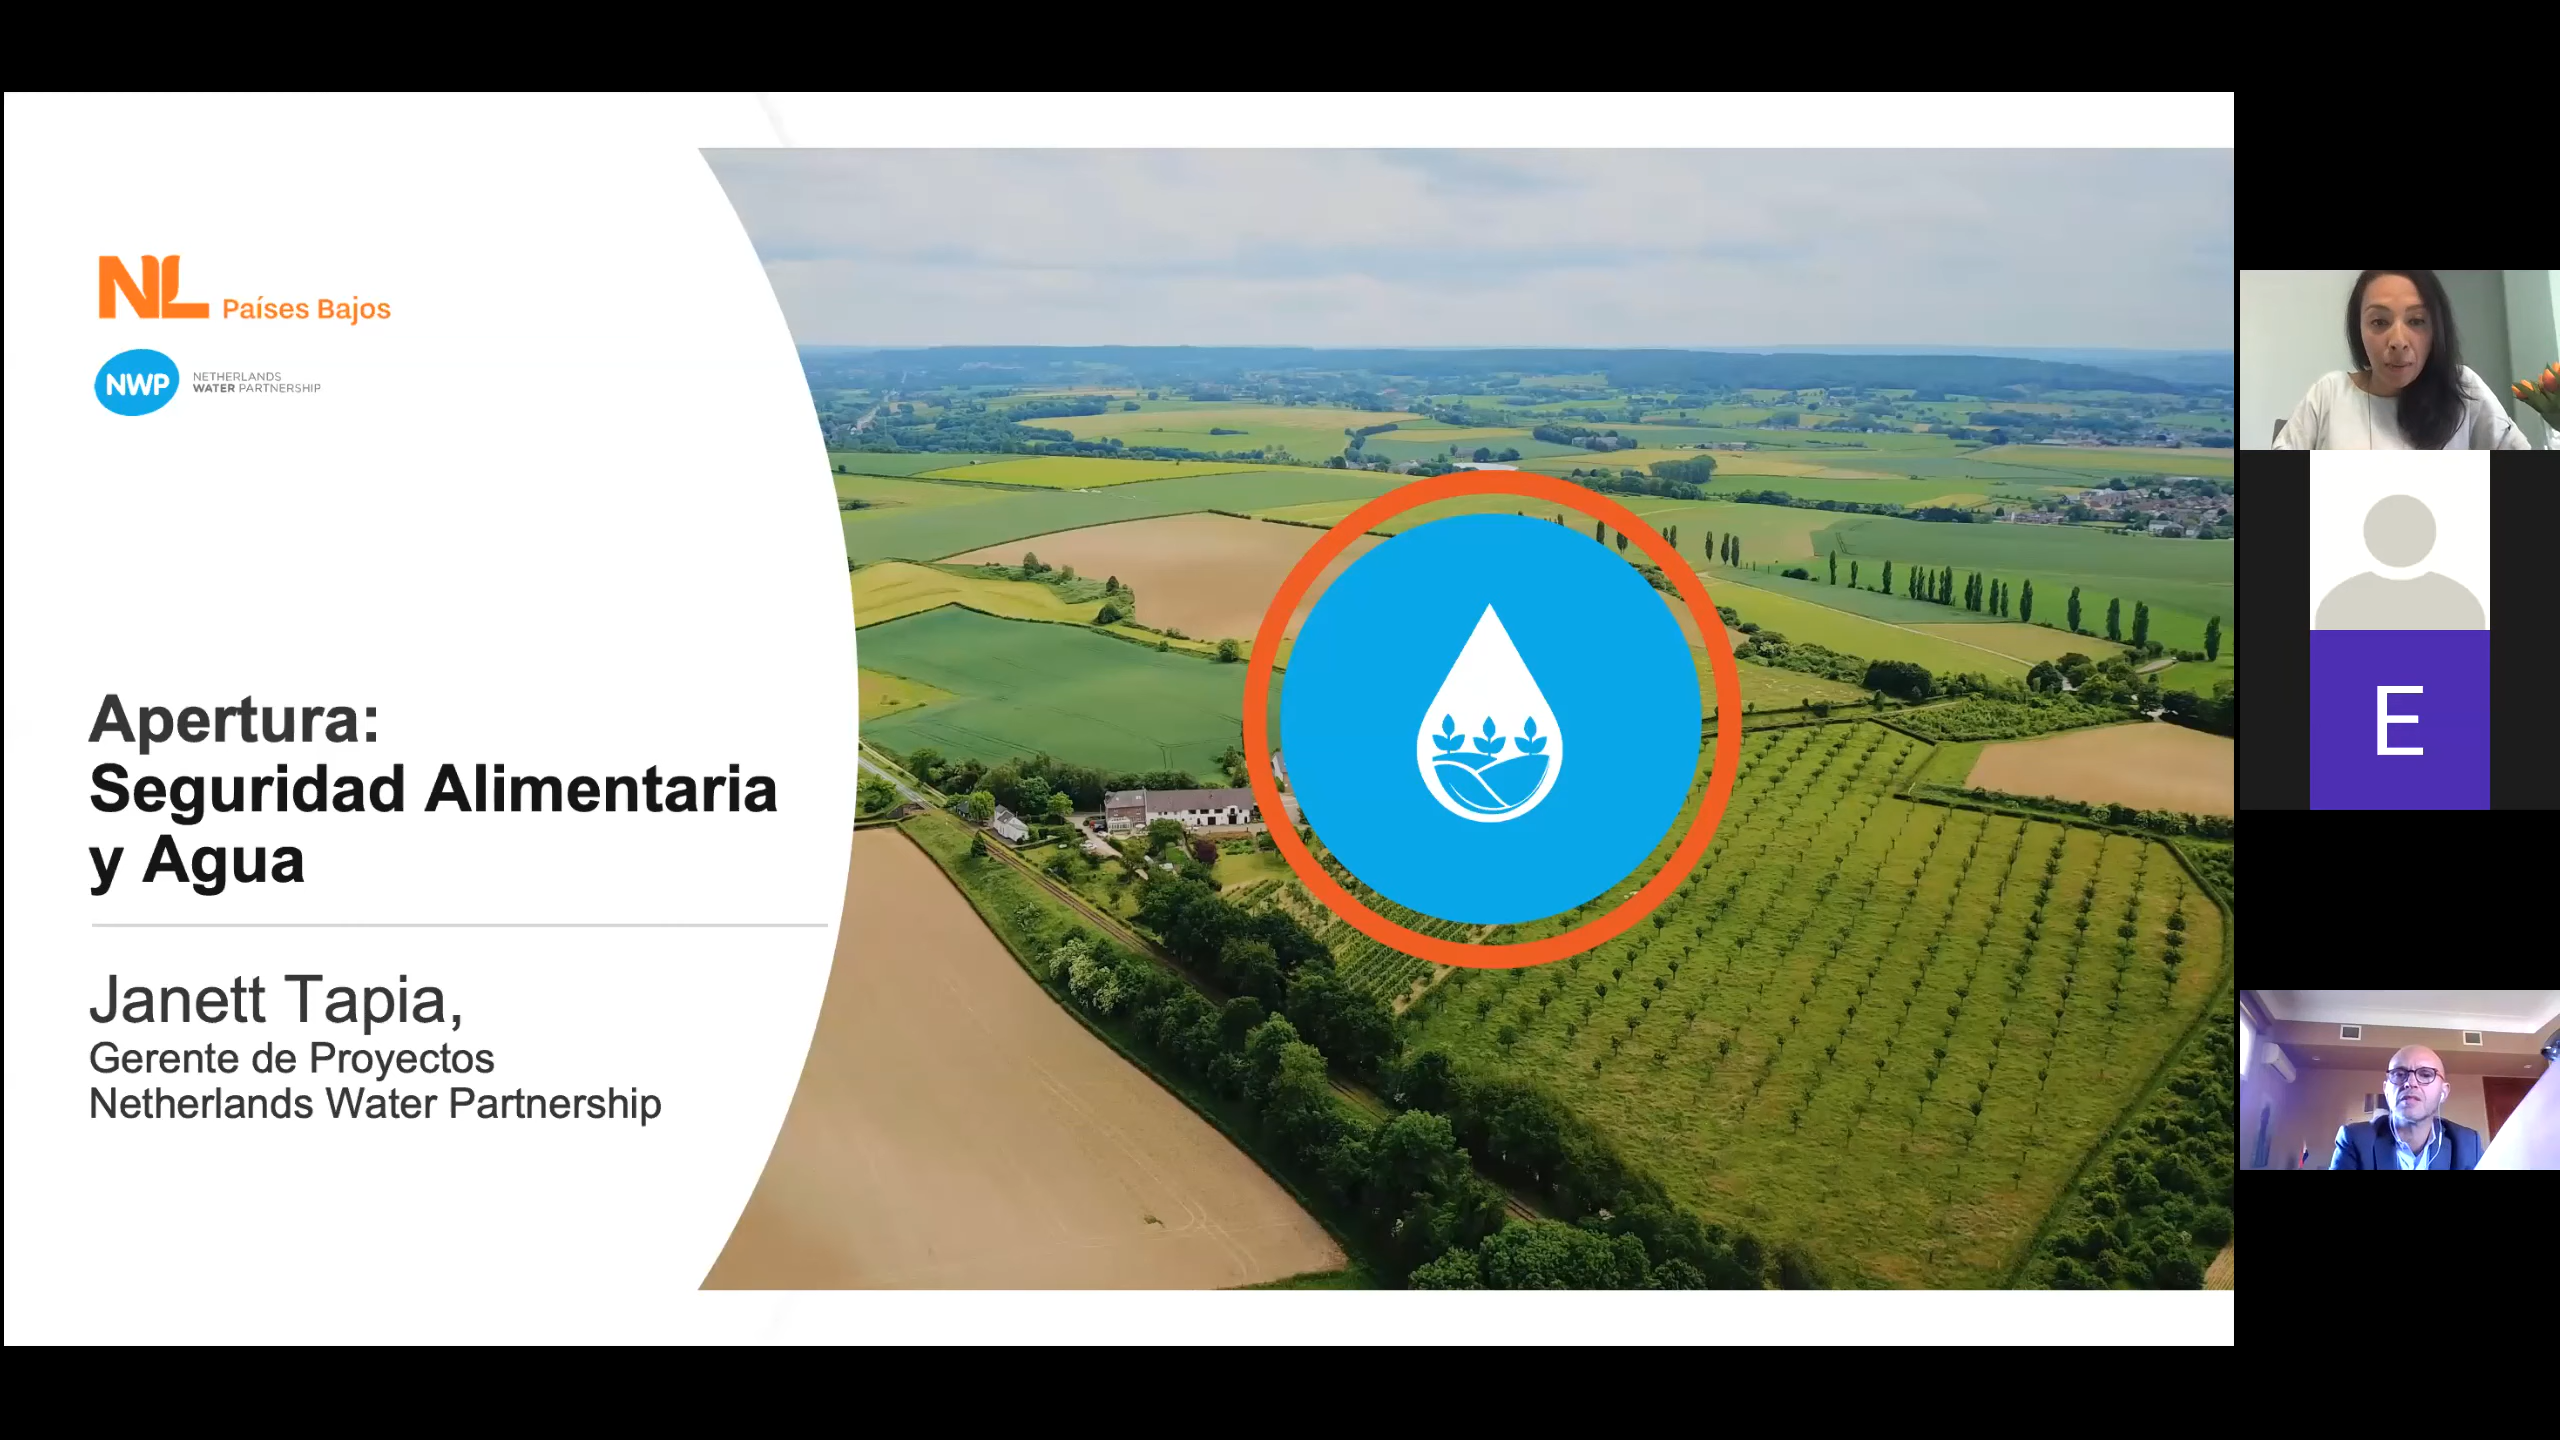 NL Países Bajos
NWP
NETHERLANDS
WATER PARTNERSHIP
Apertura:
Seguridad Alimentaria
y Agua
Janett Tapia,
Gerente de Proyectos
Netherlands Water Partnership
E